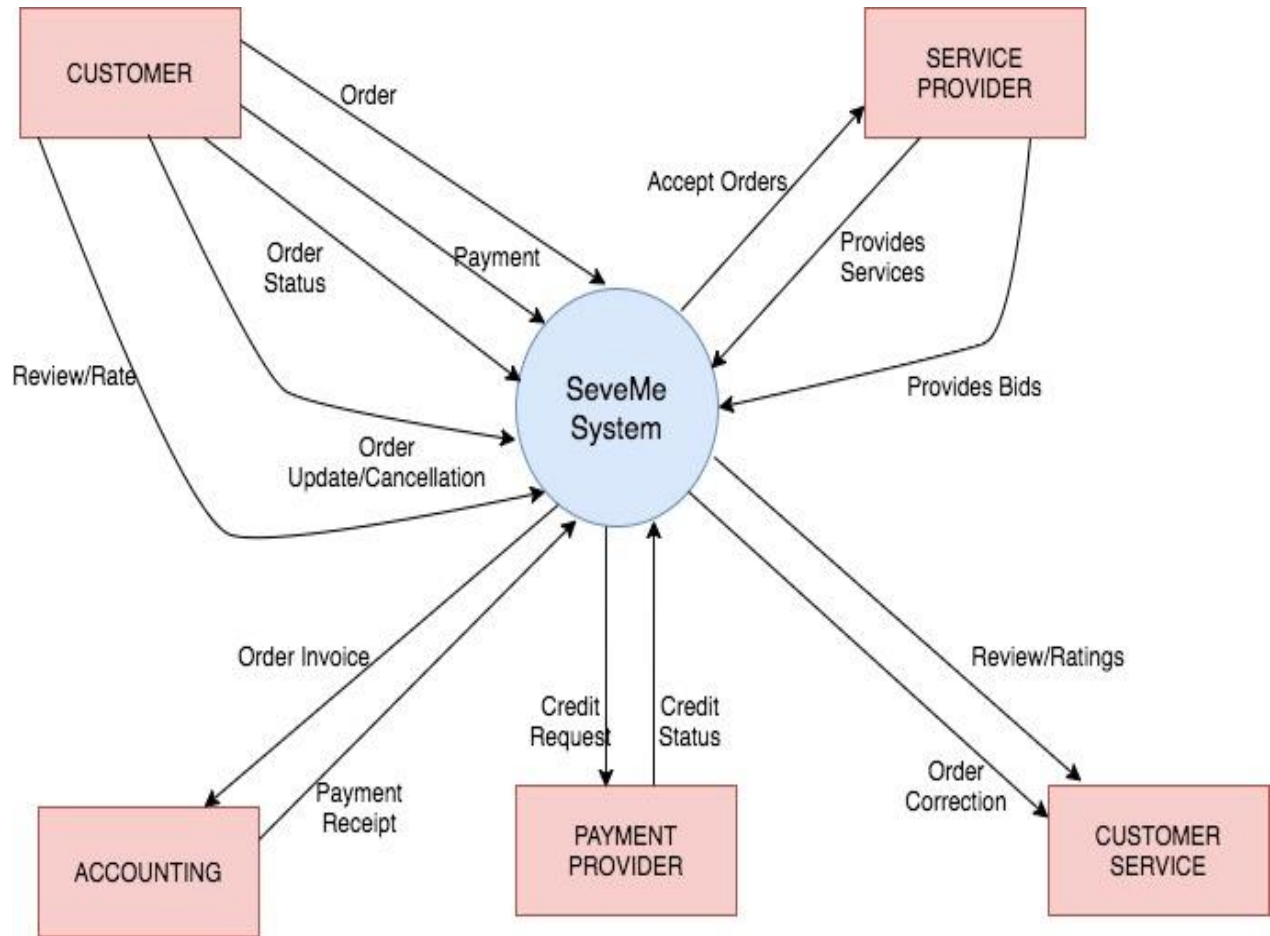 CUSTOMER
SERVICE
PROVIDER
Order
Accept Orders
Order
Status
Payment
Provides
Services
Review/Rate
SeveMe
System
Provides Bids
Order
Update/Cancellation
Order Invoice
Review/Ratings
Credit
Request
Credit
Status
Payment
Receipt
Order
Correction
ACCOUNTING
PAYMENT
PROVIDER
CUSTOMER
SERVICE